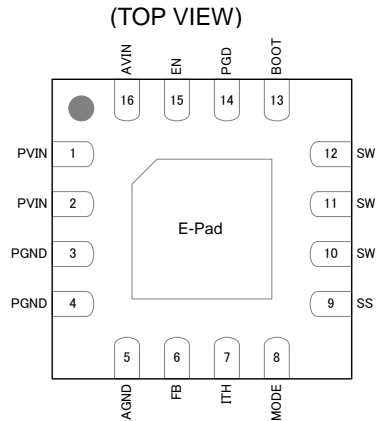 (TOP VIEW)
AVIN EN PGD BOOT
16 15 14 13
PVIN 1 12 SW
PVIN 2 11 SW
E-Pad
PGND 3 10 SW
PGND 4 9 SS
5 6 7 8
AGND FB ITH MODE